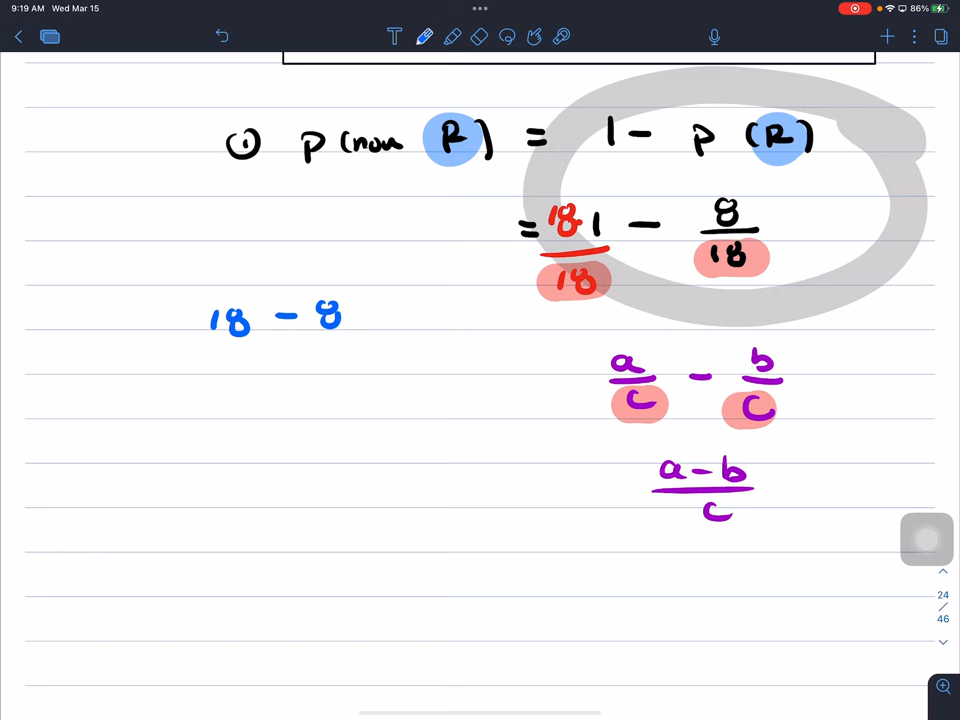 9:19 AM Wed Mar 15
86%
① p (non R) = 1 - p (R)
= 18/18 1 - 8/18
18 - 8
a/c - b/c
a - b/c
24
/
46